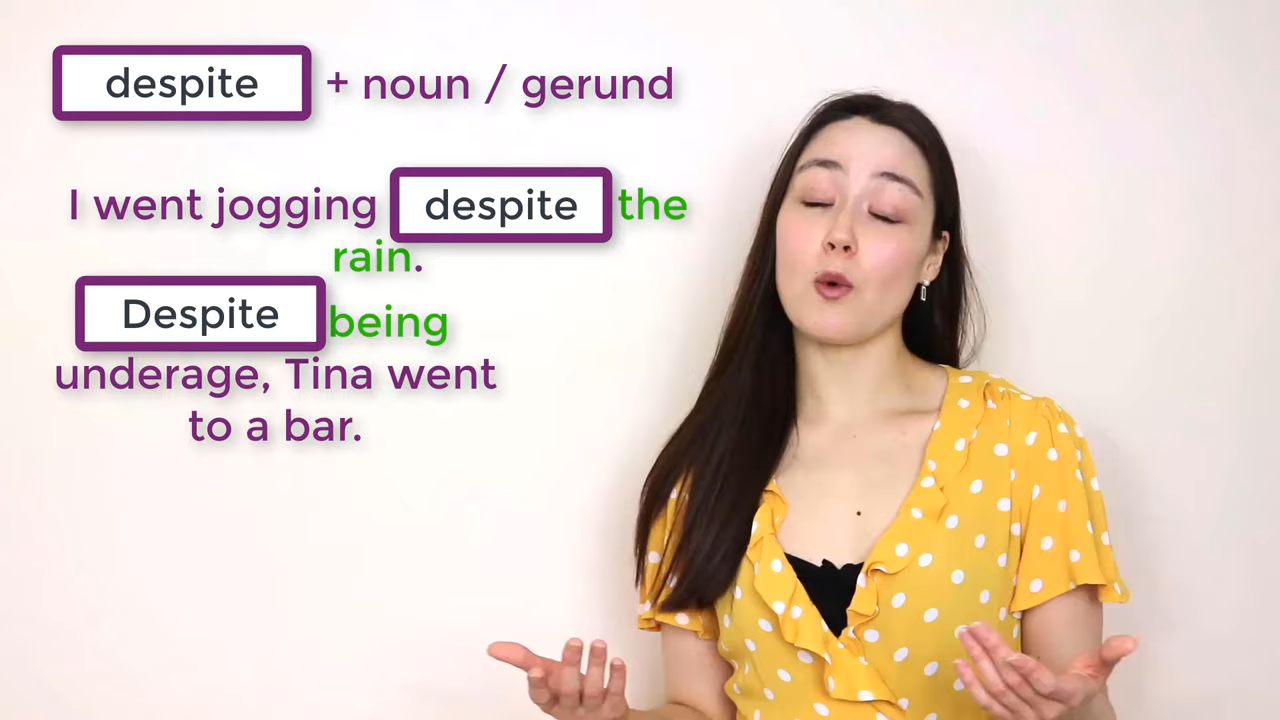 despite + noun / gerund
I went jogging despite the
rain.
Despite being
underage, Tina went
to a bar.